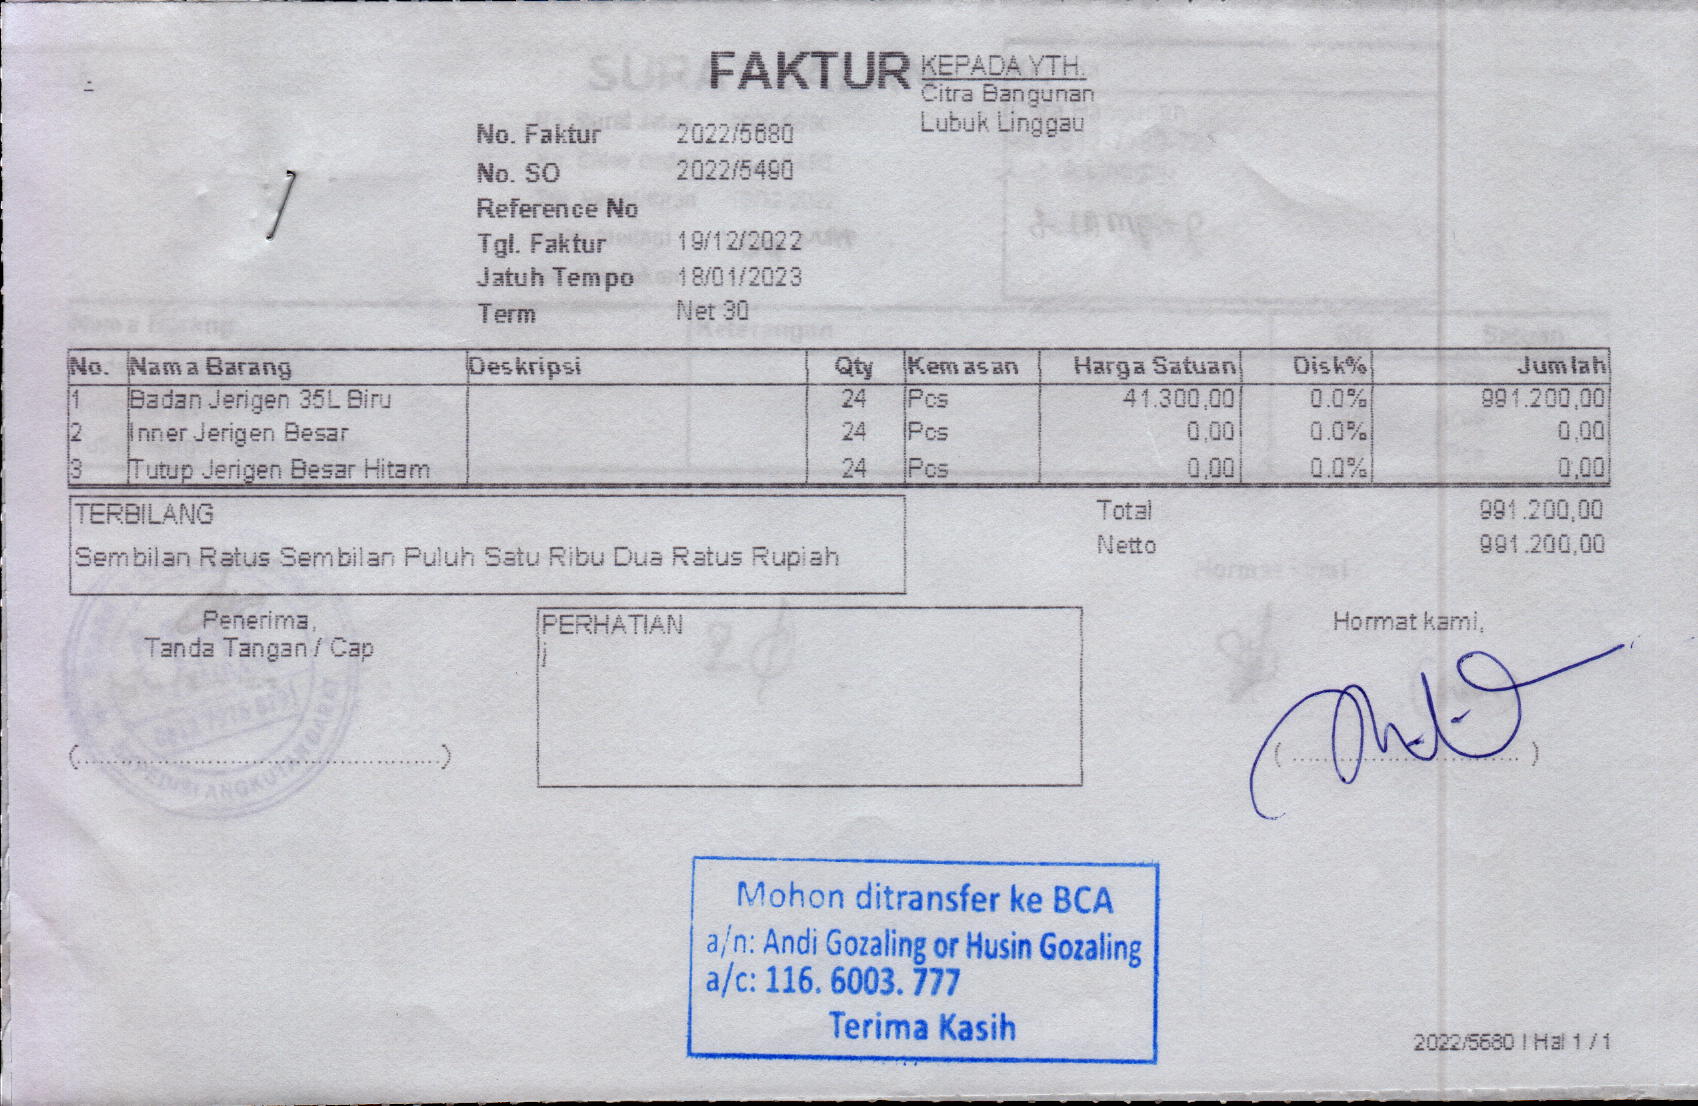 FAKTUR
KEPADA YTH.
Citra Bangunan
Lubuk Linggau
No. Faktur 2022/5680
No. SO 2022/5490
Reference No
Tgl. Faktur 19/12/2022
Jatuh Tempo 18/01/2023
Term Net 30
No. Nama Barang Deskripsi Qty Kemasan Harga Satuan Disk% Jumlah
1 Badan Jerigen 35L Biru 24 Pcs 41.300,00 0.0% 991.200,00
2 Inner Jerigen Besar 24 Pcs 0,00 0.0% 0,00
3 Tutup Jerigen Besar Hitam 24 Pcs 0,00 0.0% 0,00
TERBILANG
Sembilan Ratus Sembilan Puluh Satu Ribu Dua Ratus Rupiah
Total 991.200,00
Netto 991.200,00
Penerima,
Tanda Tangan / Cap
(........................................)
PERHATIAN
j
Hormat kami,
(........................................)
EKSPEDISI ANGKUTAN DARAT
Mohon ditransfer ke BCA
a/n: Andi Gozaling or Husin Gozaling
a/c: 116. 6003. 777
Terima Kasih
2022/5680 | Hal 1 / 1